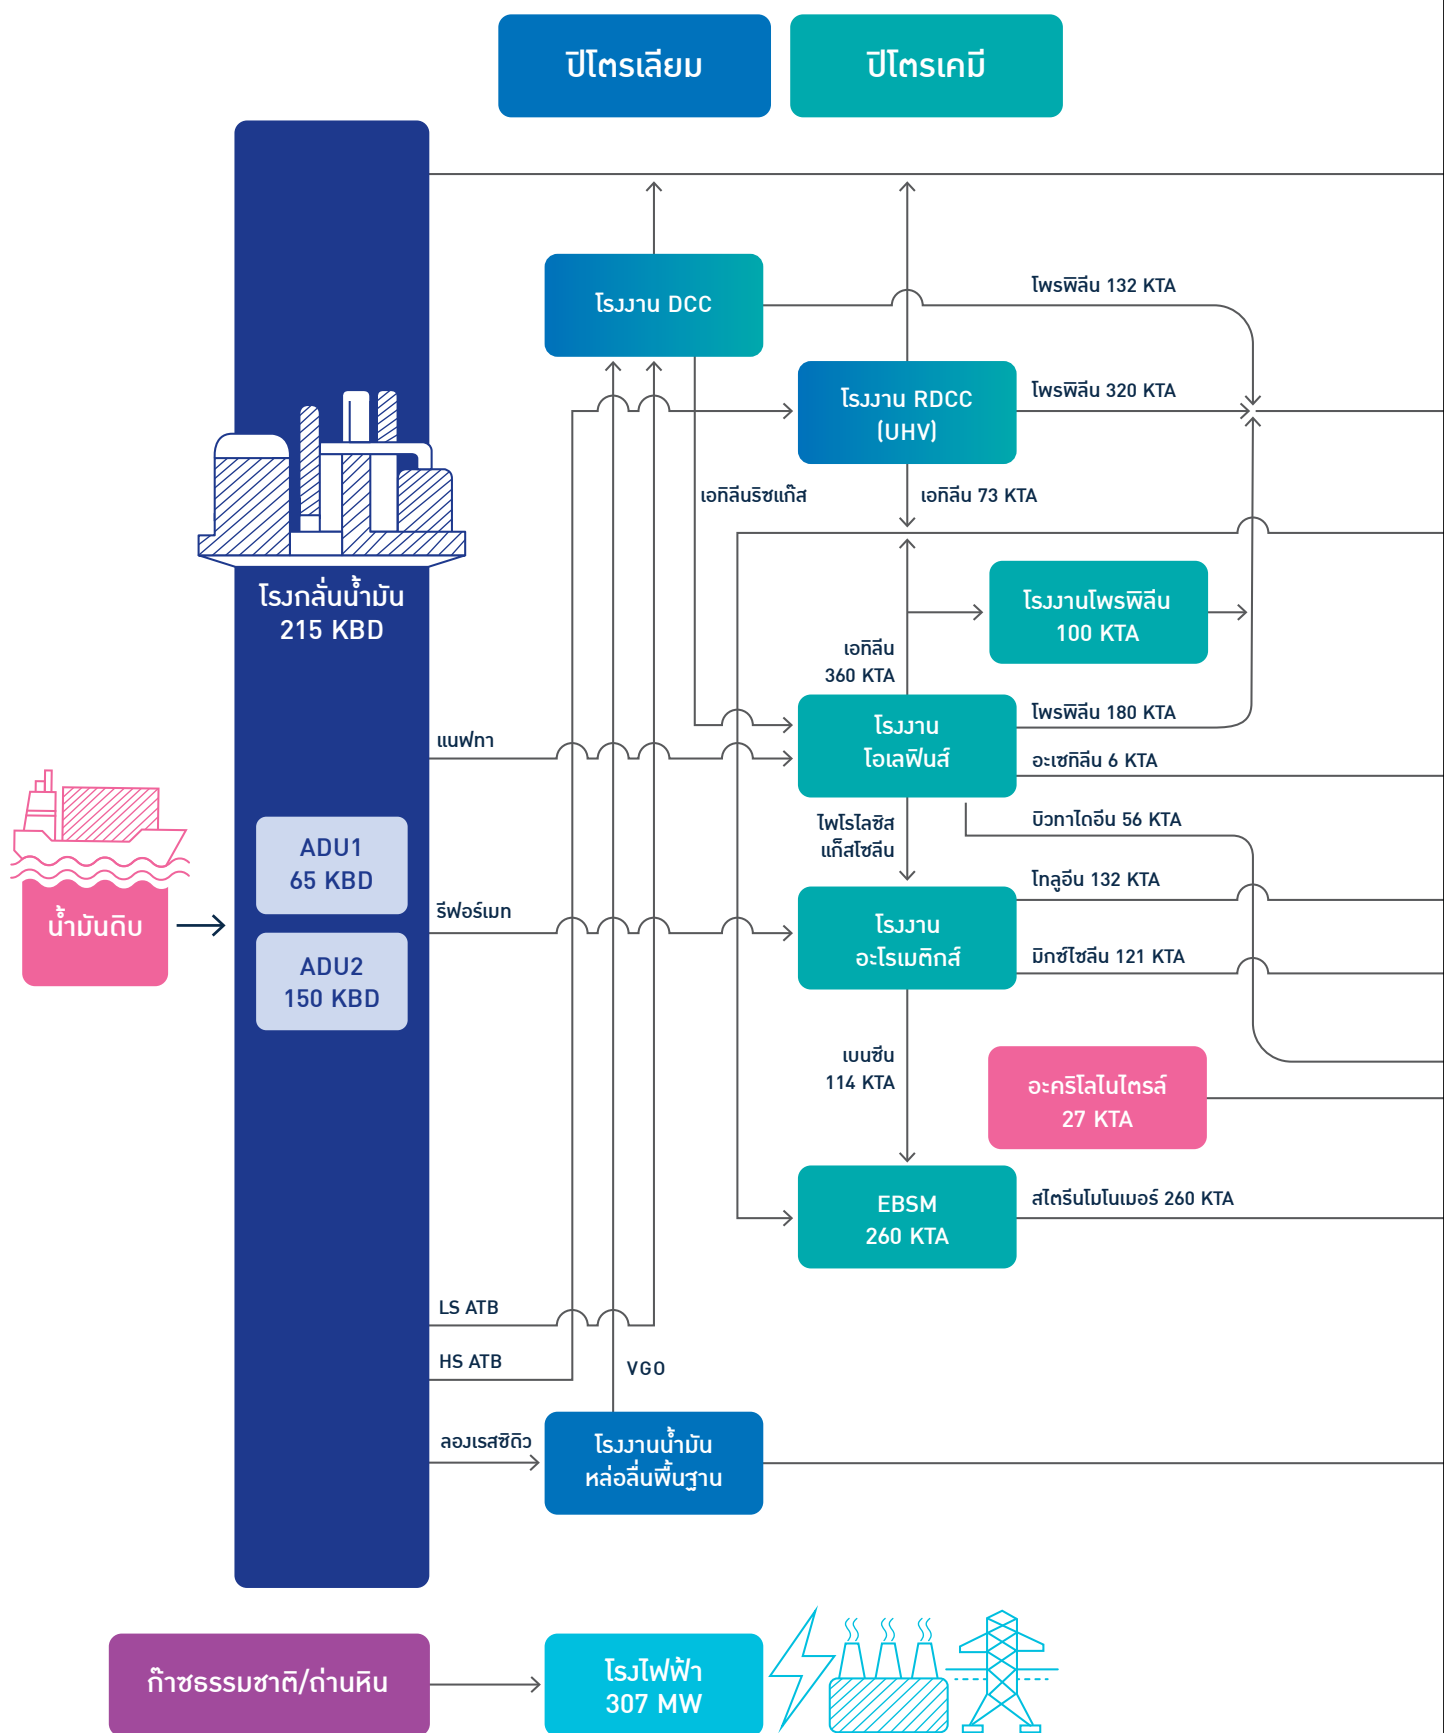 ปิโตรเลียม
ปิโตรเคมี
โรงงาน DCC
โพรพิลีน 132 KTA
โรงงาน RDCC
(UHV)
โพรพิลีน 320 KTA
เอทิลีนริชแก๊ส
เอทิลีน 73 KTA
โรงกลั่นน้ำมัน
215 KBD
โรงงานโพรพิลีน
100 KTA
เอทิลีน
360 KTA
โรงงาน
โอเลฟินส์
โพรพิลีน 180 KTA
แนฟทา
อะเซทิลีน 6 KTA
ไพโรไลซิส
แก็สโซลีน
บิวทาไดอีน 56 KTA
ADU1
65 KBD
โทลูอีน 132 KTA
น้ำมันดิบ
รีฟอร์เมท
โรงงาน
อะโรเมติกส์
มิกซ์ไซลีน 121 KTA
ADU2
150 KBD
เบนซีน
114 KTA
อะคริโลไนไตรล์
27 KTA
EBSM
260 KTA
สไตรีนโมโนเมอร์ 260 KTA
LS ATB
HS ATB
VGO
ลองเรสซิดิว
โรงงานน้ำมัน
หล่อลื่นพื้นฐาน
ก๊าซธรรมชาติ/ถ่านหิน
โรงไฟฟ้า
307 MW